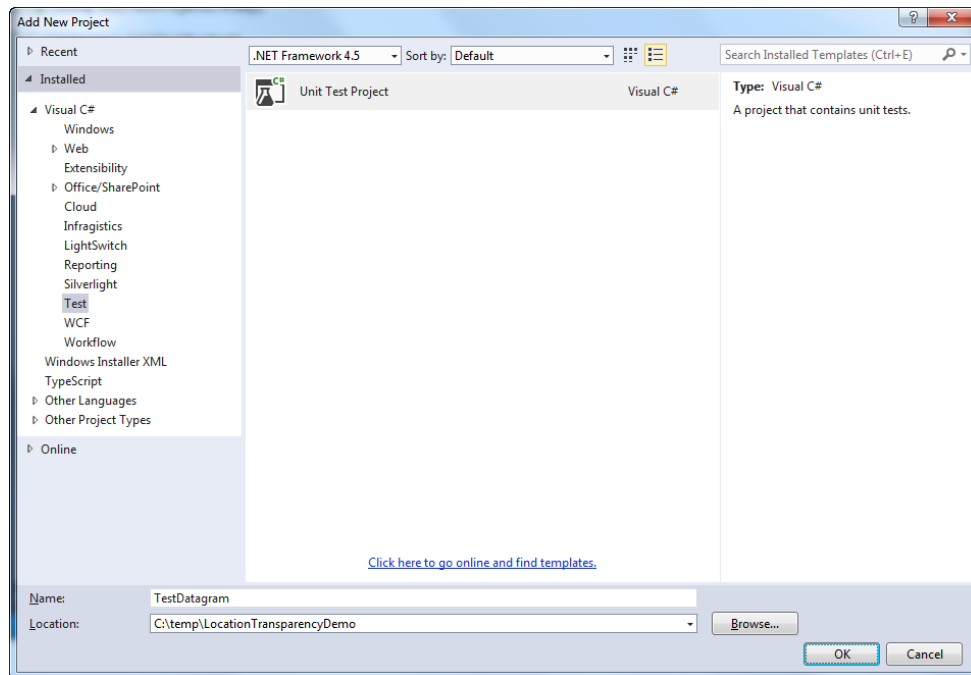 Add New Project
Recent
.NET Framework 4.5 Sort by: Default
Search Installed Templates (Ctrl+E)
Installed
Visual C#
Windows
Web
Extensibility
Office/SharePoint
Cloud
Infragistics
LightSwitch
Reporting
Silverlight
Test
WCF
Workflow
Windows Installer XML
TypeScript
Other Languages
Other Project Types
Online
C# Unit Test Project Visual C#
Type: Visual C#
A project that contains unit tests.
Click here to go online and find templates.
Name: TestDatagram
Location: C:\temp\LocationTransparencyDemo Browse...
OK Cancel